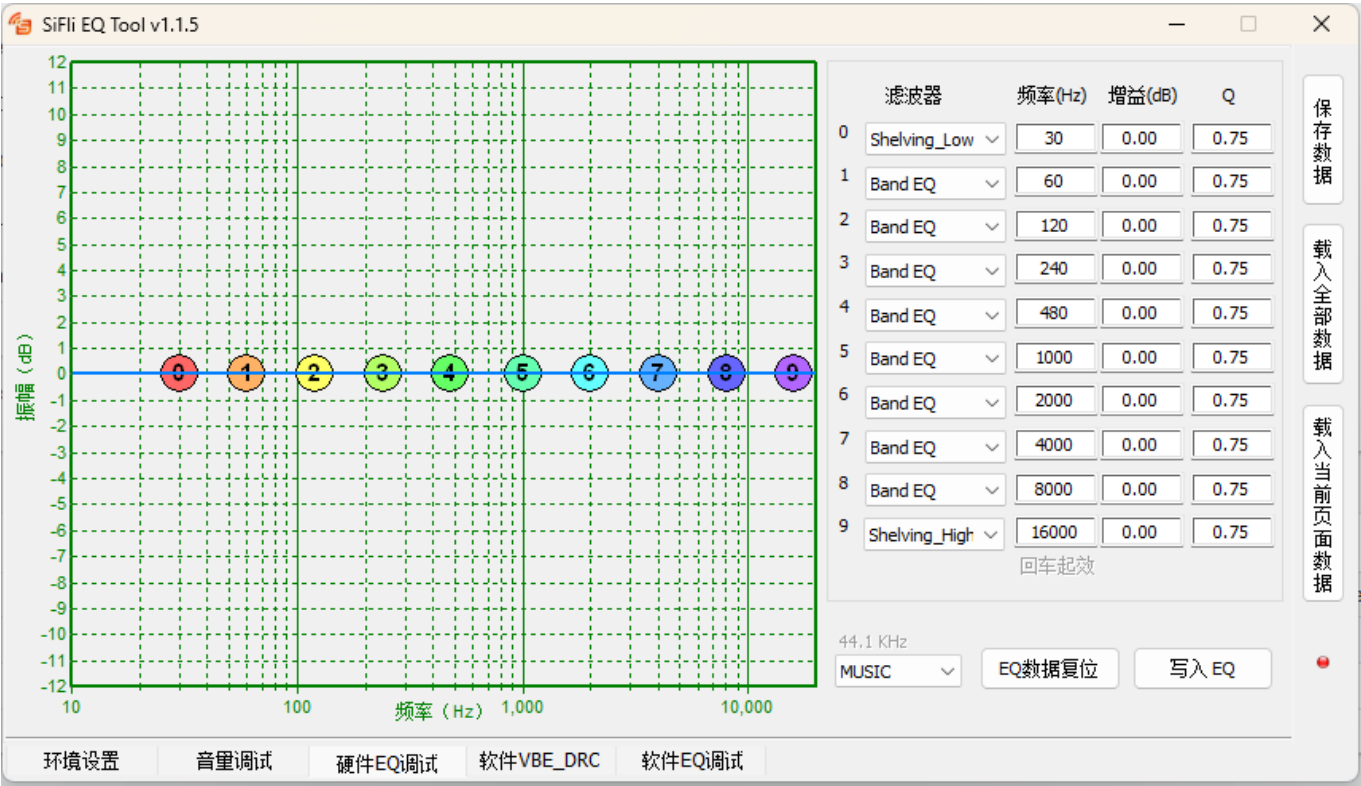 SiFli EQ Tool v1.1.5
12
11
10
9
8
7
6
5
4
3
2
1
0
-1
-2
-3
-4
-5
-6
-7
-8
-9
-10
-11
-12
振幅（dB）
0 1 2 3 4 5 6 7 8 9
10 100 1,000 10,000
频率（Hz）
滤波器 频率(Hz) 增益(dB) Q
0 Shelving_Low 30 0.00 0.75
1 Band EQ 60 0.00 0.75
2 Band EQ 120 0.00 0.75
3 Band EQ 240 0.00 0.75
4 Band EQ 480 0.00 0.75
5 Band EQ 1000 0.00 0.75
6 Band EQ 2000 0.00 0.75
7 Band EQ 4000 0.00 0.75
8 Band EQ 8000 0.00 0.75
9 Shelving_High 16000 0.00 0.75
回车起效
44.1 KHz
MUSIC EQ数据复位 写入 EQ
保存数据
载入全部数据
载入当前页面数据
环境设置 音量调试 硬件EQ调试 软件VBE_DRC 软件EQ调试